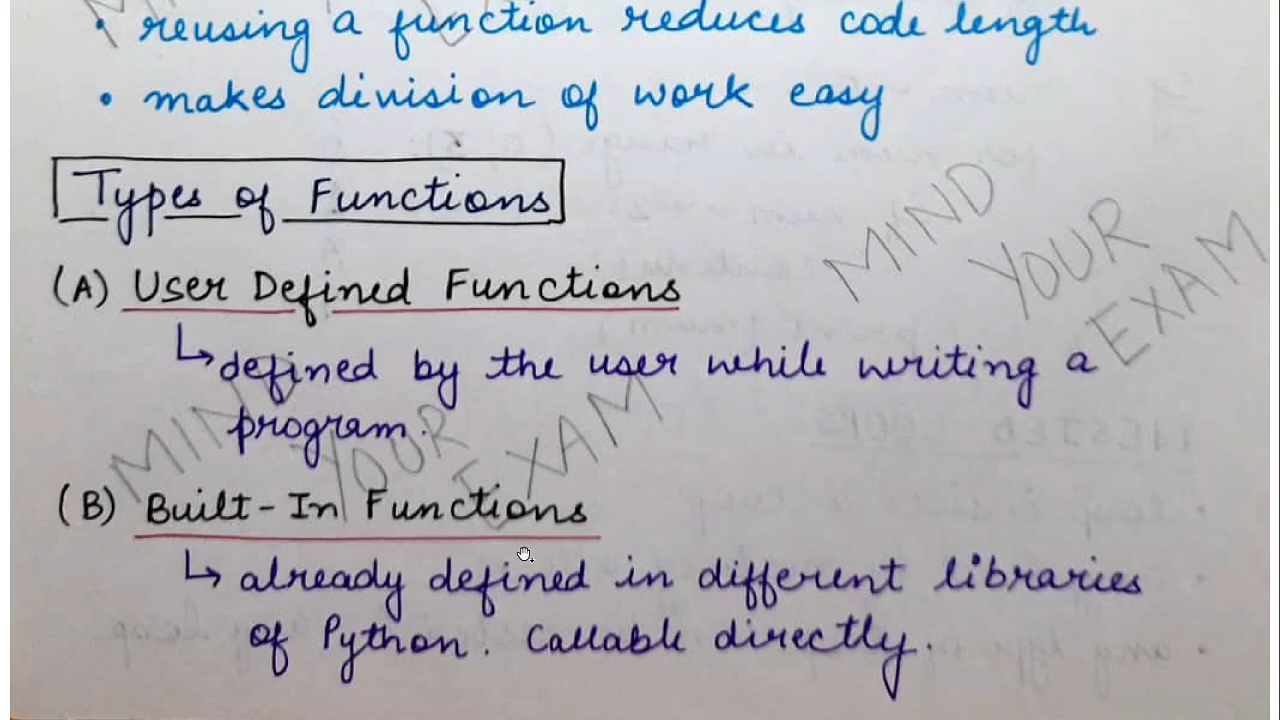 • reusing a function reduces code length
• makes division of work easy
Types of Functions
(A) User Defined Functions
↳ defined by the user while writing a
program.
(B) Built-In Functions
↳ already defined in different libraries
of Python. Callable directly.
MIND
YOUR
EXAM
MIND
YOUR
EXAM